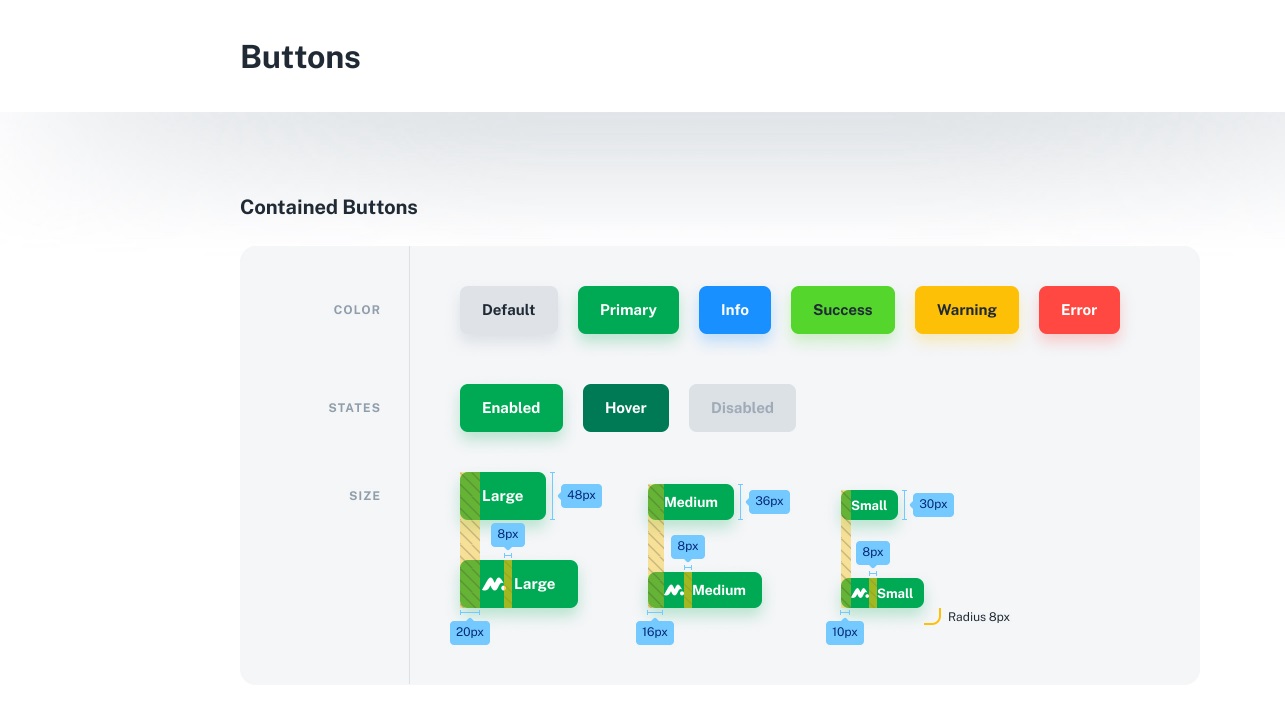 Buttons
Contained Buttons
COLOR
Default
Primary
Info
Success
Warning
Error
STATES
Enabled
Hover
Disabled
SIZE
Large
48px
Medium
36px
Small
30px
8px
8px
8px
Large
Medium
Small
Radius 8px
20px
16px
10px